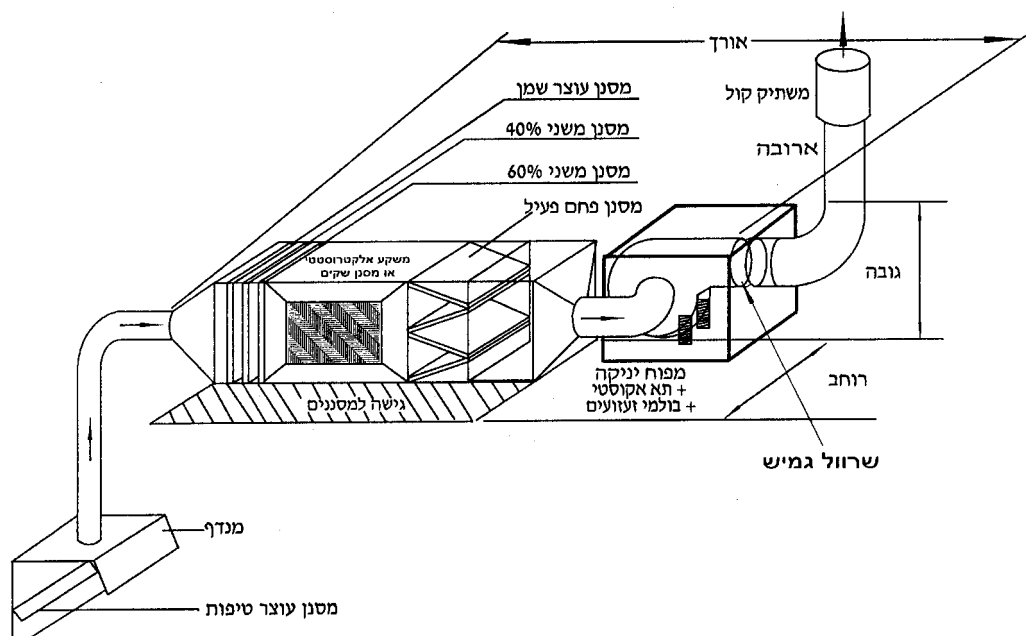 אורך
משתיק קול
מסנן עוצר שמן
מסנן משני 40%
ארובה
מסנן משני 60%
מסנן פחם פעיל
משקע אלקטרוסטטי
או מסנן שקים
גובה
מפוח יניקה
+ תא אקוסטי
+ בולמי זעזועים
רוחב
גישה למסננים
שרוול גמיש
מנדף
מסנן עוצר טיפות